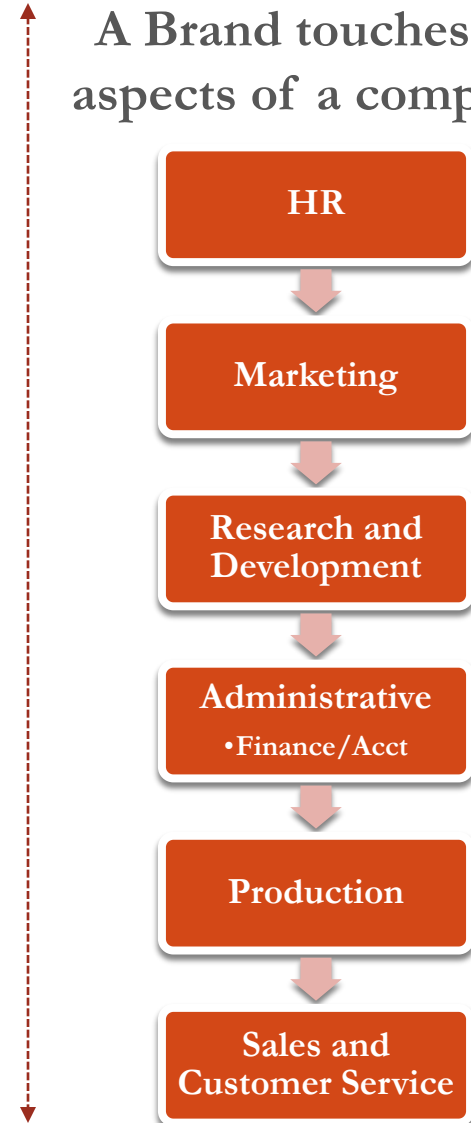 A Brand touches
aspects of a comp
HR
Marketing
Research and
Development
Administrative
•Finance/Acct
Production
Sales and
Customer Service